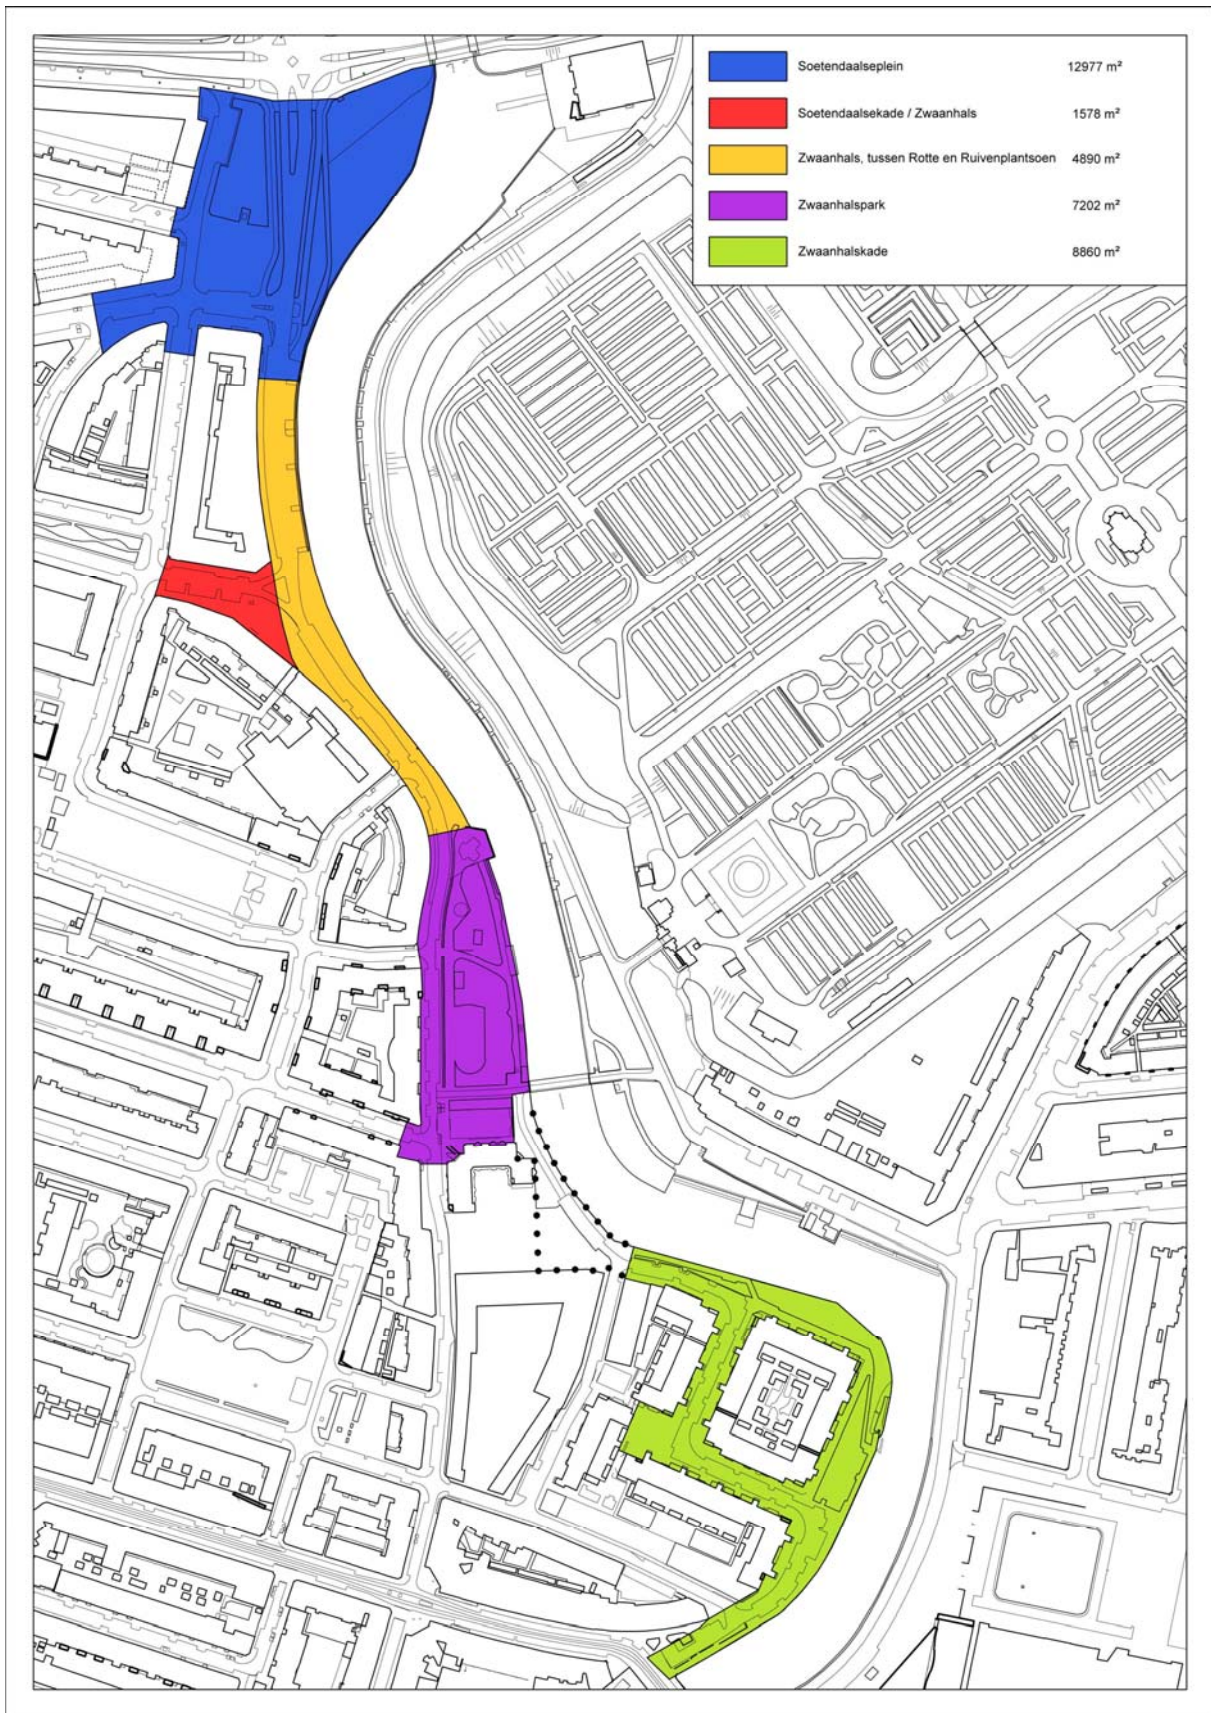 Soetendaalseplein 12977 m²
Soetendaalsekade / Zwaanhals 1578 m²
Zwaanhals, tussen Rotte en Ruivenplantsoen 4890 m²
Zwaanhalspark 7202 m²
Zwaanhalskade 8860 m²